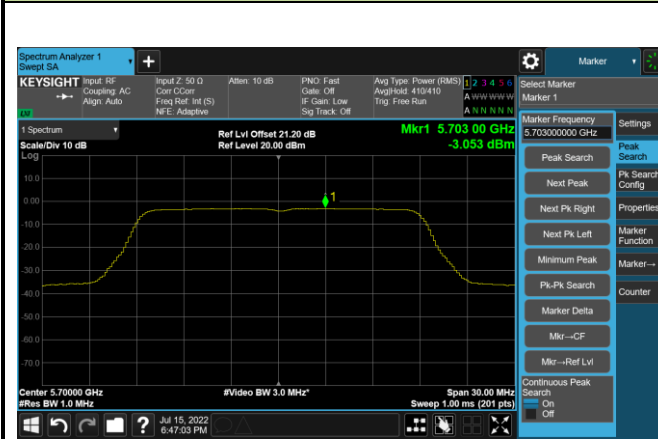 Spectrum Analyzer 1
Swept SA
+
Marker
KEYSIGHT
Input: RF
Coupling: AC
Align: Auto
Input Z: 50 Ω
Corr CCorr
Freq Ref: Int (S)
NFE: Adaptive
Atten: 10 dB
PNO: Fast
Gate: Off
IF Gain: Low
Sig Track: Off
Avg Type: Power (RMS)
Avg|Hold: 410/410
Trig: Free Run
1 2 3 4 5 6
A W W W W W
A N N N N N
Select Marker
Marker 1
1 Spectrum
Scale/Div 10 dB
Log
Ref Lvl Offset 21.20 dB
Ref Level 20.00 dBm
Mkr1 5.703 00 GHz
-3.053 dBm
Marker Frequency
5.703000000 GHz
Settings
Peak Search
Next Peak
Next Pk Right
Next Pk Left
Minimum Peak
Pk-Pk Search
Marker Delta
Mkr→CF
Mkr→Ref Lvl
Continuous Peak
Search
On
Off
Peak
Search
Pk Search
Config
Properties
Marker
Function
Marker→
Counter
10.0
0.00
-10.0
-20.0
-30.0
-40.0
-50.0
-60.0
-70.0
1
Center 5.70000 GHz
#Res BW 1.0 MHz
#Video BW 3.0 MHz*
Span 30.00 MHz
Sweep 1.00 ms (201 pts)
?
Jul 15, 2022
6:47:03 PM